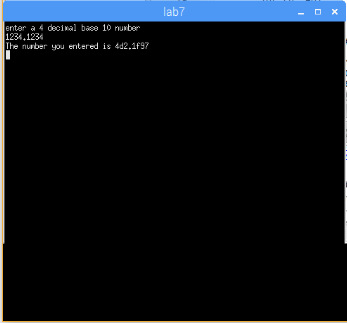 lab7
enter a 4 decimal base 10 number
1234.1234
The number you entered is 4d2.1f97